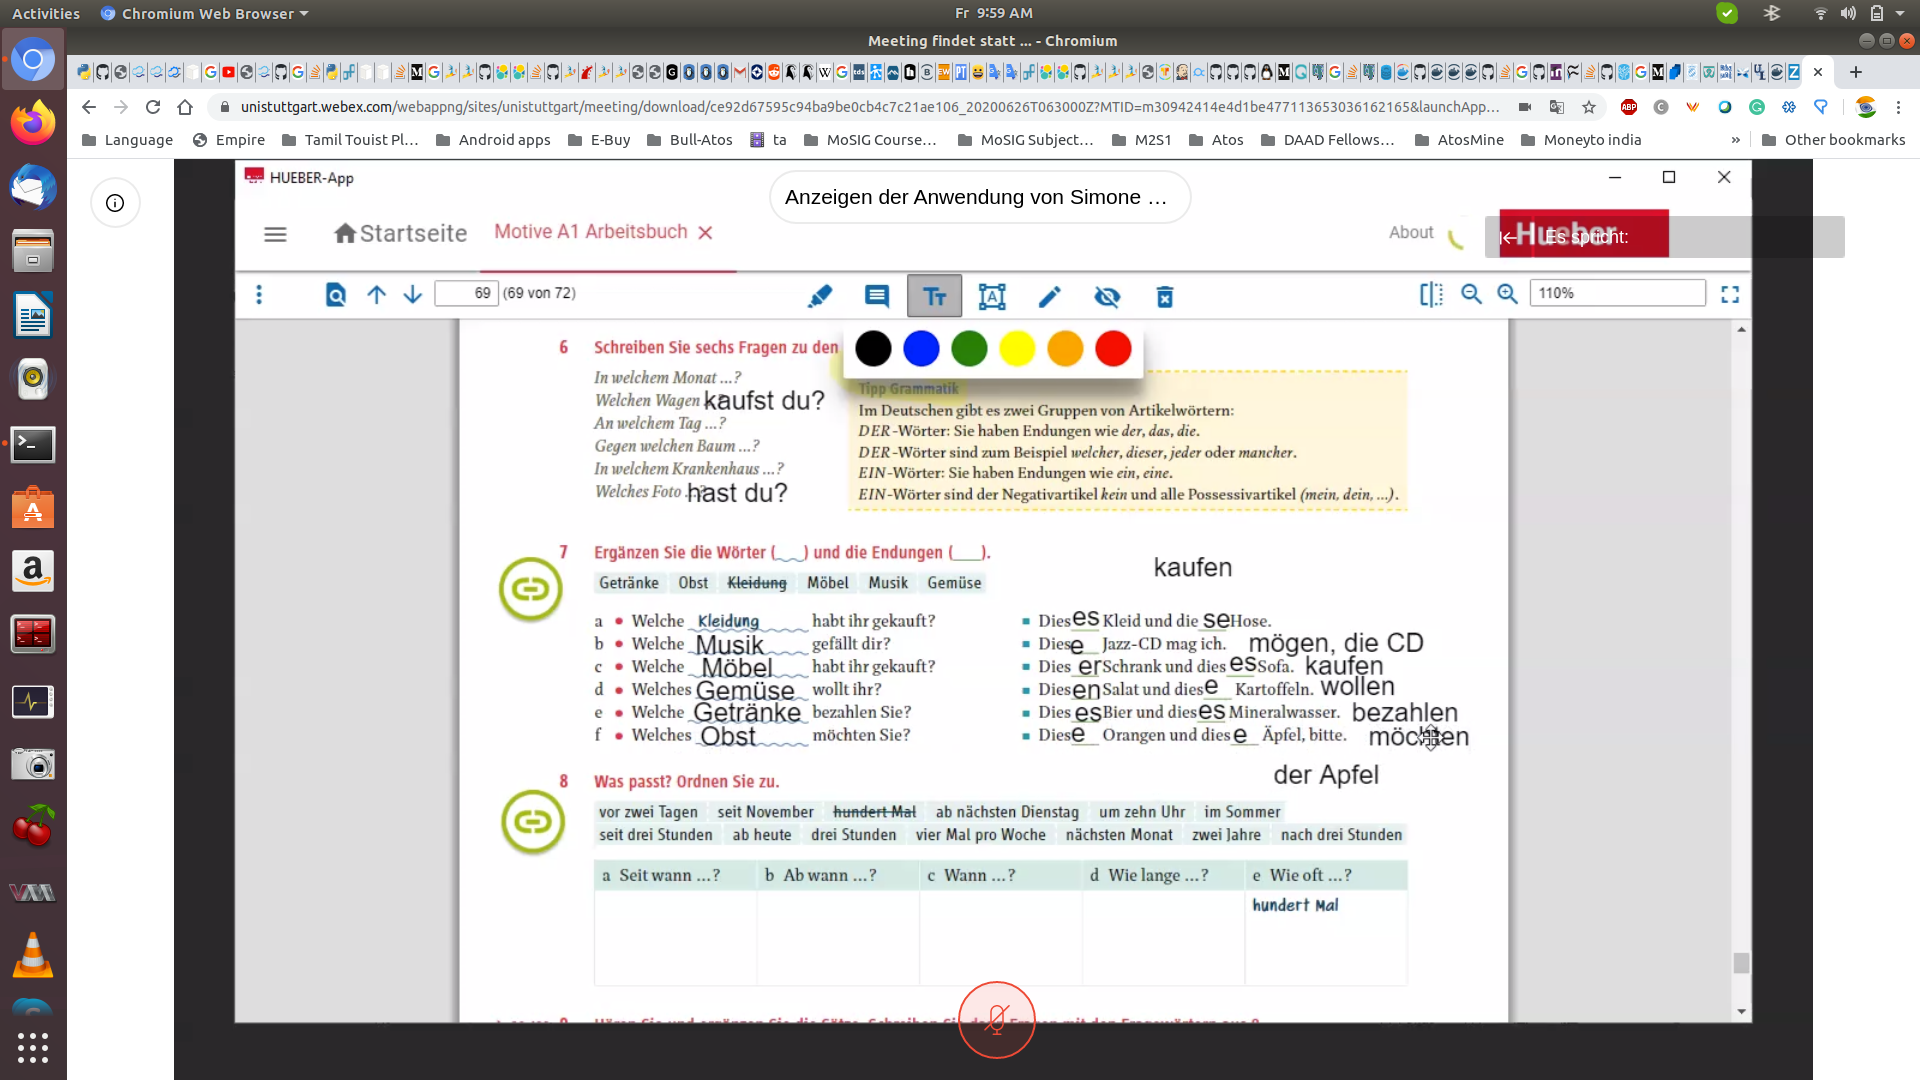 Activities Chromium Web Browser Fr 9:59 AM
Meeting findet statt ... - Chromium
unistuttgart.webex.com/webappng/sites/unistuttgart/meeting/download/ce92d67595c94ba9be0cb4c7c21ae106_20200626T063000Z?MTID=m30942414e4d1be477113653036162165&launchApp...
Language Empire Tamil Touist Pl... Android apps E-Buy Bull-Atos ta MoSIG Course... MoSIG Subject... M2S1 Atos DAAD Fellows... AtosMine Moneyto india » Other bookmarks
HUEBER-App
Anzeigen der Anwendung von Simone ...
Startseite Motive A1 Arbeitsbuch About Hueber Es spricht:
69 (69 von 72) 110%
6 Schreiben Sie sechs Fragen zu den
In welchem Monat ...?
Welchen Wagen kaufst du?
An welchem Tag ...?
Gegen welchen Baum ...?
In welchem Krankenhaus ...?
Welches Foto ...? hast du?
Tipp Grammatik
Im Deutschen gibt es zwei Gruppen von Artikelwörtern:
DER-Wörter: Sie haben Endungen wie der, das, die.
DER-Wörter sind zum Beispiel welcher, dieser, jeder oder mancher.
EIN-Wörter: Sie haben Endungen wie ein, eine.
EIN-Wörter sind der Negativartikel kein und alle Possessivartikel (mein, dein, ...).
7 Ergänzen Sie die Wörter (___) und die Endungen (___).
kaufen
Getränke Obst Kleidung Möbel Musik Gemüse
a • Welche Kleidung habt ihr gekauft? ▪ Dieses Kleid und die se Hose.
b • Welche Musik gefällt dir? ▪ Diese Jazz-CD mag ich. mögen, die CD
c • Welche Möbel habt ihr gekauft? ▪ Dies er Schrank und dies es Sofa. kaufen
d • Welches Gemüse wollt ihr? ▪ Diesen Salat und diese Kartoffeln. wollen
e • Welche Getränke bezahlen Sie? ▪ Dies es Bier und dieses Mineralwasser. bezahlen
f • Welches Obst möchten Sie? ▪ Diese Orangen und diese Äpfel, bitte. möchten
der Apfel
8 Was passt? Ordnen Sie zu.
vor zwei Tagen seit November hundert Mal ab nächsten Dienstag um zehn Uhr im Sommer
seit drei Stunden ab heute drei Stunden vier Mal pro Woche nächsten Monat zwei Jahre nach drei Stunden
a Seit wann ...? b Ab wann ...? c Wann ...? d Wie lange ...? e Wie oft ...?
hundert Mal